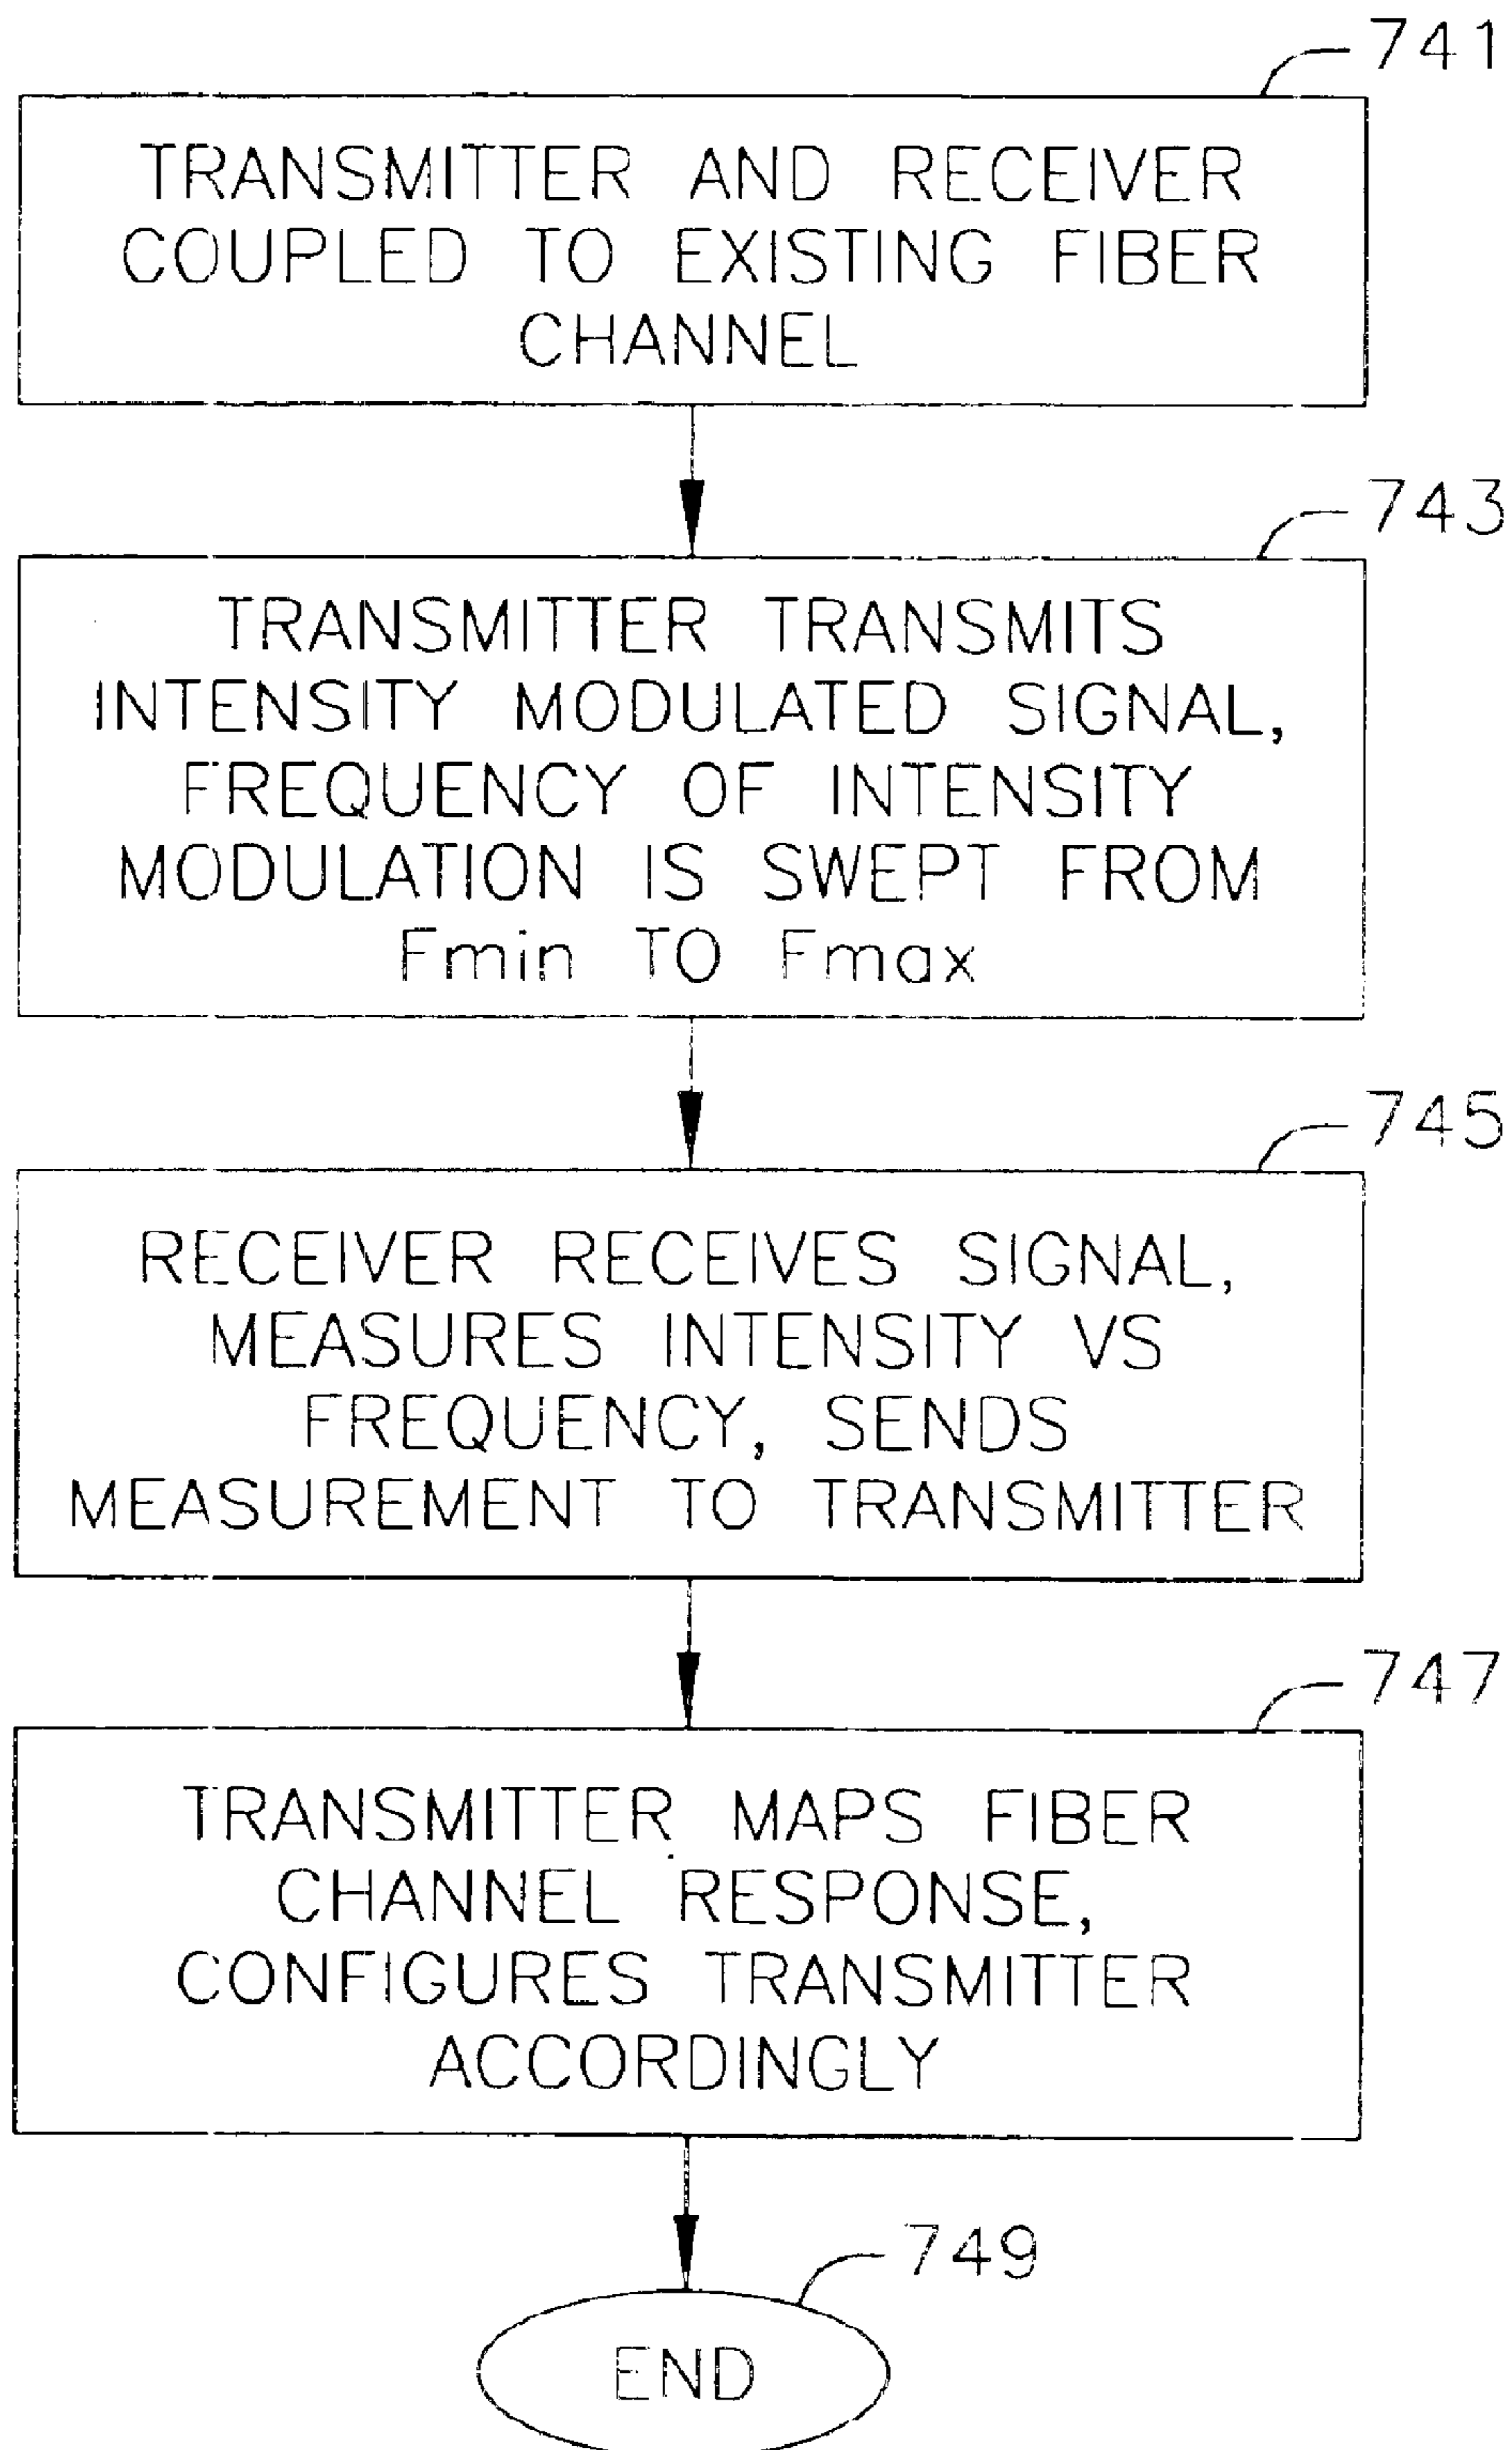 741
TRANSMITTER AND RECEIVER
COUPLED TO EXISTING FIBER
CHANNEL
743
TRANSMITTER TRANSMITS
INTENSITY MODULATED SIGNAL,
FREQUENCY OF INTENSITY
MODULATION IS SWEPT FROM
Fmin TO Fmax
745
RECEIVER RECEIVES SIGNAL,
MEASURES INTENSITY VS
FREQUENCY, SENDS
MEASUREMENT TO TRANSMITTER
747
TRANSMITTER MAPS FIBER
CHANNEL RESPONSE,
CONFIGURES TRANSMITTER
ACCORDINGLY
749
END